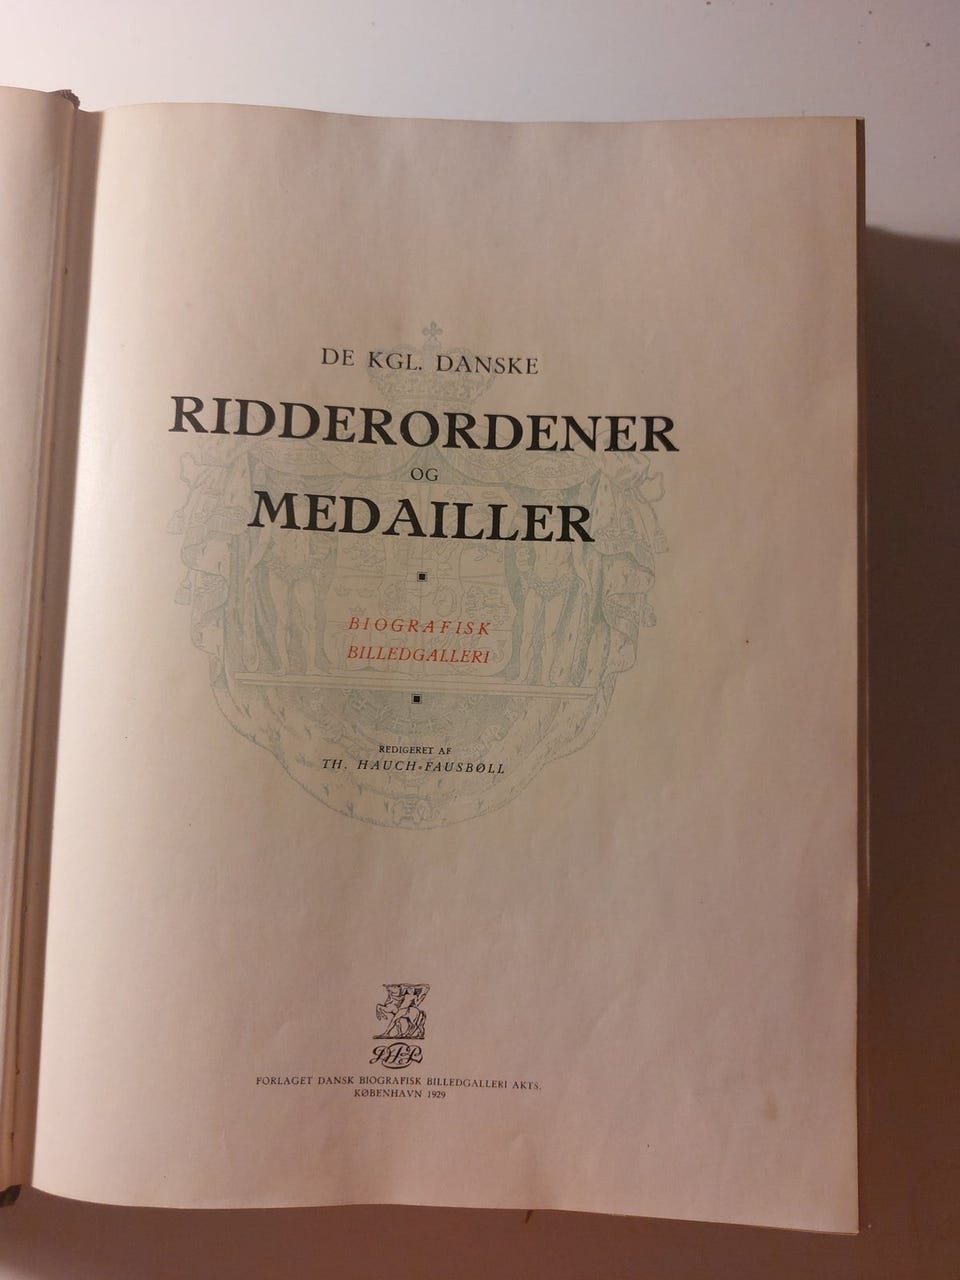 DE KGL. DANSKE
RIDDERORDENER
OG
MEDAILLER
BIOGRAFISK
BILLEDGALLERI
REDIGERET AF
TH. HAUCH-FAUSBØLL
FORLAGET DANSK BIOGRAFISK BILLEDGALLERI AKTS.
KØBENHAVN 1929